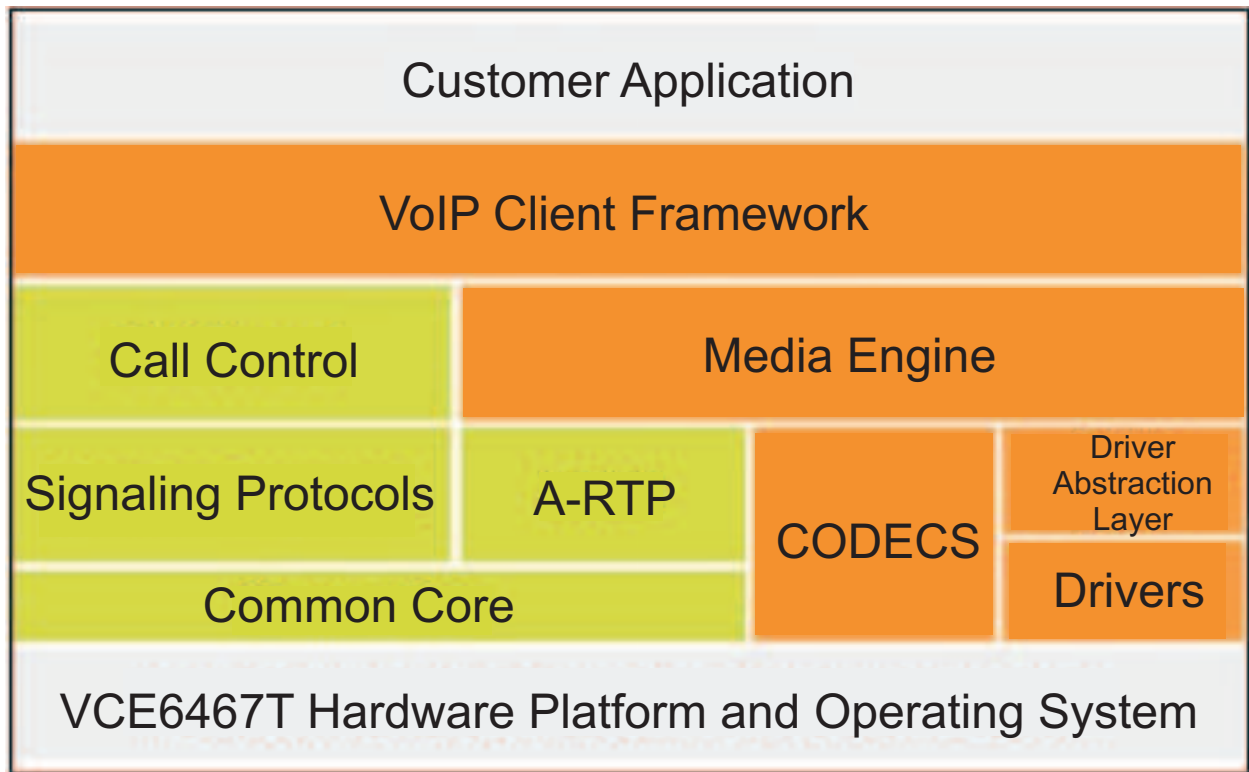 Customer Application
VoIP Client Framework
Call Control
Media Engine
Signaling Protocols
A-RTP
CODECS
Driver
Abstraction
Layer
Drivers
Common Core
VCE6467T Hardware Platform and Operating System